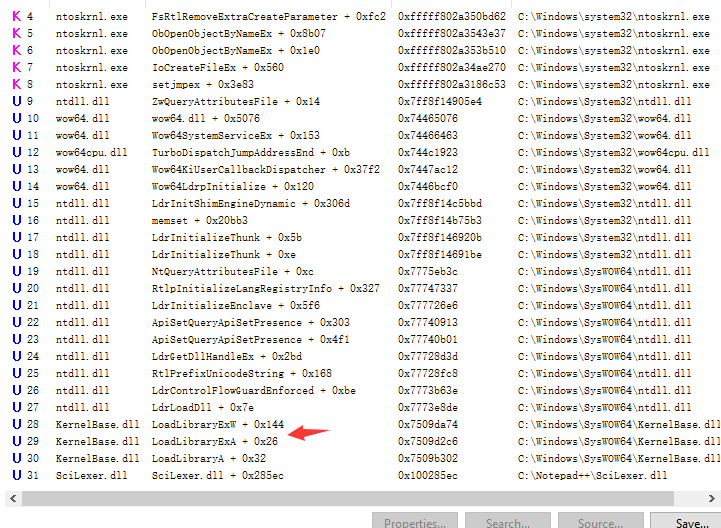 K 4 ntoskrnl.exe FsRtlRemoveExtraCreateParameter + 0xfc2 0xfffff802a350bd62 C:\Windows\system32\ntoskrnl.exe
K 5 ntoskrnl.exe ObOpenObjectByNameEx + 0x8b07 0xfffff802a3543e37 C:\Windows\system32\ntoskrnl.exe
K 6 ntoskrnl.exe ObOpenObjectByNameEx + 0x1e0 0xfffff802a353b510 C:\Windows\system32\ntoskrnl.exe
K 7 ntoskrnl.exe IoCreateFileEx + 0x560 0xfffff802a34ae270 C:\Windows\system32\ntoskrnl.exe
K 8 ntoskrnl.exe setjmpex + 0x3e83 0xfffff802a3186c53 C:\Windows\system32\ntoskrnl.exe
U 9 ntdll.dll ZwQueryAttributesFile + 0x14 0x7ff8f14905e4 C:\Windows\System32\ntdll.dll
U 10 wow64.dll wow64.dll + 0x5076 0x74465076 C:\Windows\System32\wow64.dll
U 11 wow64.dll Wow64SystemServiceEx + 0x153 0x74466463 C:\Windows\System32\wow64.dll
U 12 wow64cpu.dll TurboDispatchJumpAddressEnd + 0xb 0x744c1923 C:\Windows\System32\wow64cpu.dll
U 13 wow64.dll Wow64KiUserCallbackDispatcher + 0x37f2 0x7447ac12 C:\Windows\System32\wow64.dll
U 14 wow64.dll Wow64LdrpInitialize + 0x120 0x7446bcf0 C:\Windows\System32\wow64.dll
U 15 ntdll.dll LdrInitShimEngineDynamic + 0x306d 0x7ff8f14c5bbd C:\Windows\System32\ntdll.dll
U 16 ntdll.dll memset + 0x20bb3 0x7ff8f14b75b3 C:\Windows\System32\ntdll.dll
U 17 ntdll.dll LdrInitializeThunk + 0x5b 0x7ff8f146920b C:\Windows\System32\ntdll.dll
U 18 ntdll.dll LdrInitializeThunk + 0xe 0x7ff8f14691be C:\Windows\System32\ntdll.dll
U 19 ntdll.dll NtQueryAttributesFile + 0xc 0x7775eb3c C:\Windows\SysWOW64\ntdll.dll
U 20 ntdll.dll RtlpInitializeLangRegistryInfo + 0x327 0x77747337 C:\Windows\SysWOW64\ntdll.dll
U 21 ntdll.dll LdrInitializeEnclave + 0x5f6 0x777726e6 C:\Windows\SysWOW64\ntdll.dll
U 22 ntdll.dll ApiSetQueryApiSetPresence + 0x303 0x77740913 C:\Windows\SysWOW64\ntdll.dll
U 23 ntdll.dll ApiSetQueryApiSetPresence + 0x4f1 0x77740b01 C:\Windows\SysWOW64\ntdll.dll
U 24 ntdll.dll LdrGetDllHandleEx + 0x2bd 0x77728d3d C:\Windows\SysWOW64\ntdll.dll
U 25 ntdll.dll RtlPrefixUnicodeString + 0x168 0x77728fc8 C:\Windows\SysWOW64\ntdll.dll
U 26 ntdll.dll LdrControlFlowGuardEnforced + 0xbe 0x7773b63e C:\Windows\SysWOW64\ntdll.dll
U 27 ntdll.dll LdrLoadDll + 0x7e 0x7773e8de C:\Windows\SysWOW64\ntdll.dll
U 28 KernelBase.dll LoadLibraryExW + 0x144 0x7509da74 C:\Windows\SysWOW64\KernelBase.dll
U 29 KernelBase.dll LoadLibraryExA + 0x26 0x7509d2c6 C:\Windows\SysWOW64\KernelBase.dll
U 30 KernelBase.dll LoadLibraryA + 0x32 0x7509b302 C:\Windows\SysWOW64\KernelBase.dll
U 31 SciLexer.dll SciLexer.dll + 0x285ec 0x100285ec C:\Notepad++\SciLexer.dll
Properties... Search... Source... Save...